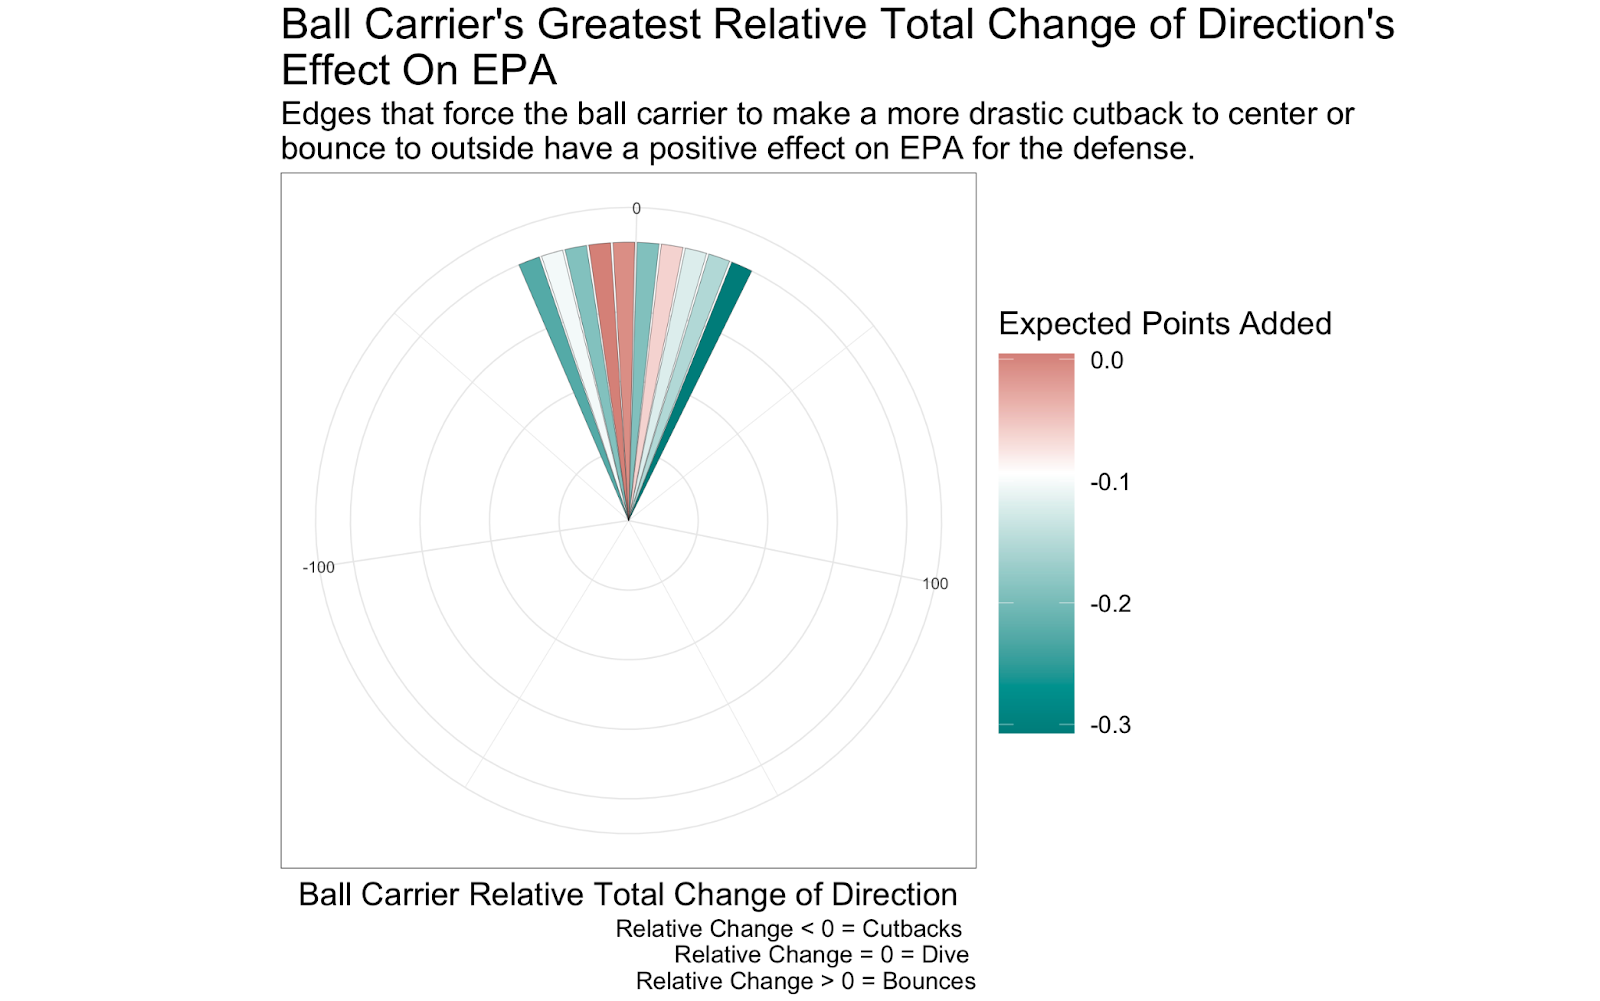 Ball Carrier's Greatest Relative Total Change of Direction's
Effect On EPA
Edges that force the ball carrier to make a more drastic cutback to center or
bounce to outside have a positive effect on EPA for the defense.
0
-100
100
Expected Points Added
0.0
-0.1
-0.2
-0.3
Ball Carrier Relative Total Change of Direction
Relative Change < 0 = Cutbacks
Relative Change = 0 = Dive
Relative Change > 0 = Bounces